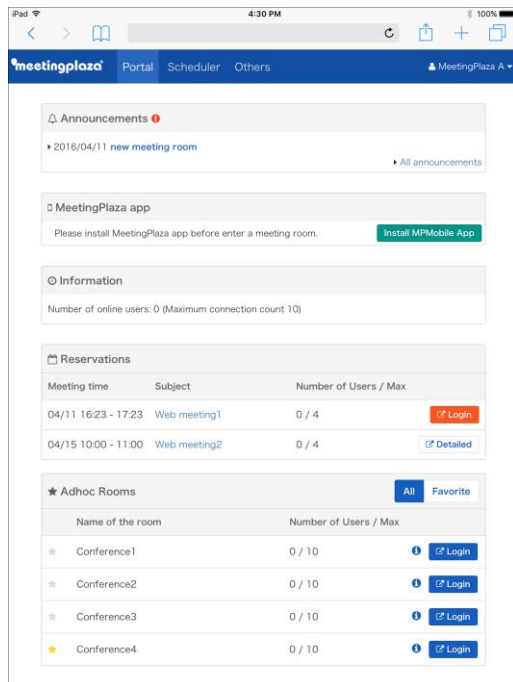 iPad 4:30 PM 100%
meetingplaza Portal Scheduler Others MeetingPlaza A
Announcements
2016/04/11 new meeting room
All announcements
MeetingPlaza app
Please install MeetingPlaza app before enter a meeting room. Install MPMobile App
Information
Number of online users: 0 (Maximum connection count 10)
Reservations
Meeting time Subject Number of Users / Max
04/11 16:23 - 17:23 Web meeting1 0 / 4 Login
04/15 10:00 - 11:00 Web meeting2 0 / 4 Detailed
Adhoc Rooms All Favorite
Name of the room Number of Users / Max
Conference1 0 / 10 Login
Conference2 0 / 10 Login
Conference3 0 / 10 Login
Conference4 0 / 10 Login